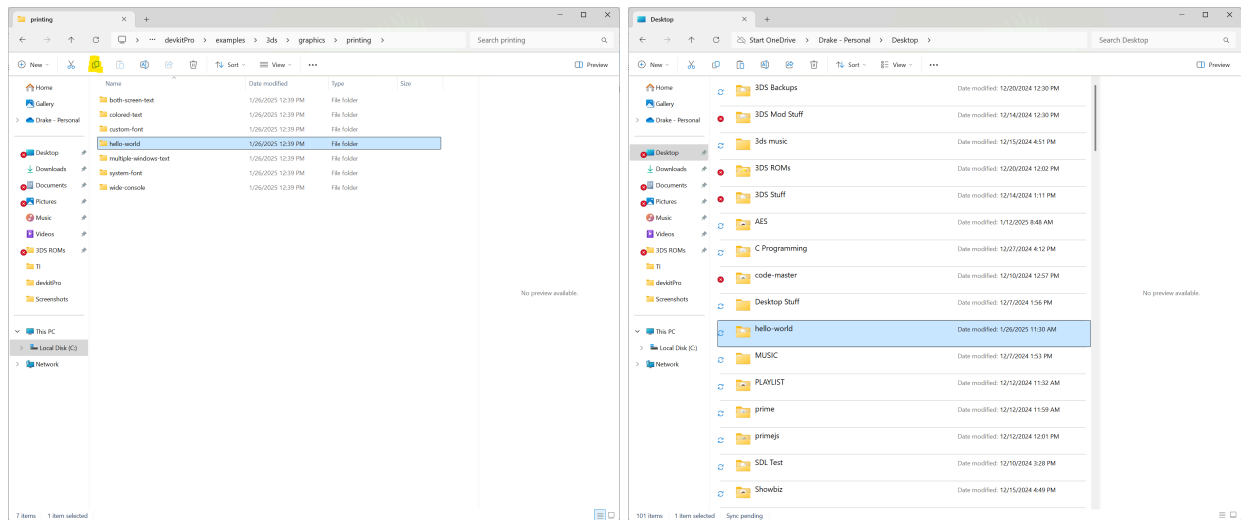 printing
devkitPro > examples > 3ds > graphics > printing >
Search printing
New
Sort
View
Preview
Home
Gallery
Drake - Personal
Desktop
Downloads
Documents
Pictures
Music
Videos
3DS ROMs
TI
devkitPro
Screenshots
This PC
Local Disk (C:)
Network
Name Date modified Type Size
both-screen-text 1/26/2025 12:39 PM File folder
colored-text 1/26/2025 12:39 PM File folder
custom-font 1/26/2025 12:39 PM File folder
hello-world 1/26/2025 12:39 PM File folder
multiple-windows-text 1/26/2025 12:39 PM File folder
system-font 1/26/2025 12:39 PM File folder
wide-console 1/26/2025 12:39 PM File folder
No preview available.
7 items 1 item selected
Desktop
Start OneDrive > Drake - Personal > Desktop >
Search Desktop
New
Sort
View
Preview
Home
Gallery
Drake - Personal
Desktop
Downloads
Documents
Pictures
Music
Videos
3DS ROMs
TI
devkitPro
Screenshots
This PC
Local Disk (C:)
Network
3DS Backups Date modified: 12/20/2024 12:30 PM
3DS Mod Stuff Date modified: 12/14/2024 12:30 PM
3ds music Date modified: 12/15/2024 4:51 PM
3DS ROMs Date modified: 12/20/2024 12:02 PM
3DS Stuff Date modified: 12/14/2024 1:11 PM
AES Date modified: 1/12/2025 8:48 AM
C Programming Date modified: 12/27/2024 4:12 PM
code-master Date modified: 12/10/2024 12:57 PM
Desktop Stuff Date modified: 12/7/2024 1:56 PM
hello-world Date modified: 1/26/2025 11:30 AM
MUSIC Date modified: 12/7/2024 1:53 PM
PLAYLIST Date modified: 12/12/2024 11:32 AM
prime Date modified: 12/12/2024 11:59 AM
primejs Date modified: 12/12/2024 12:01 PM
SDL Test Date modified: 12/10/2024 3:28 PM
Showbiz Date modified: 12/15/2024 4:49 PM
No preview available.
101 items 1 item selected Sync pending